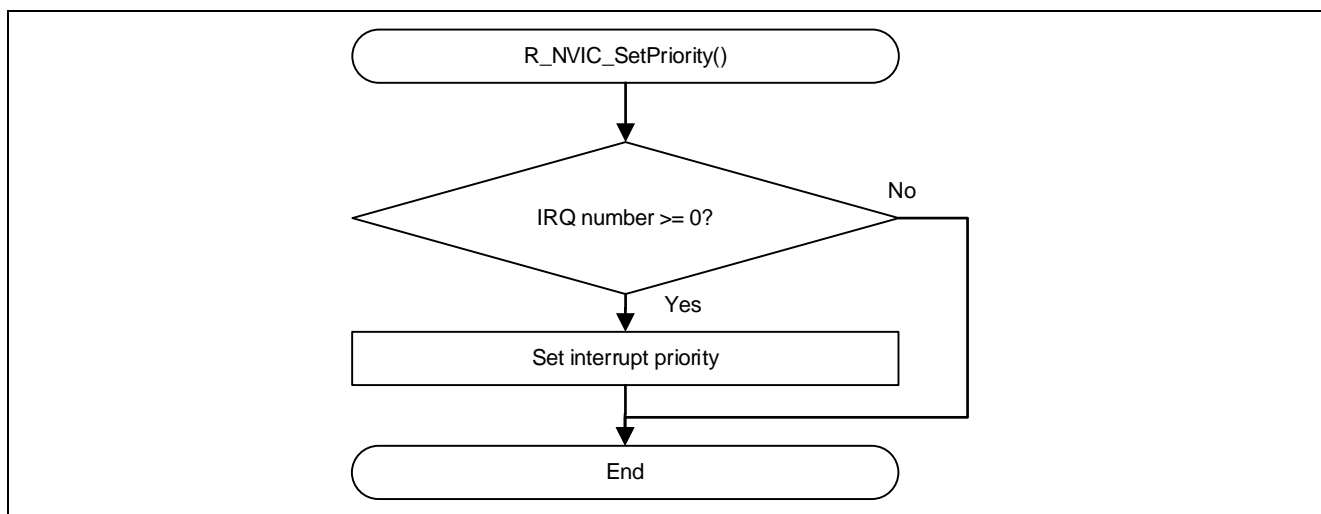 R_NVIC_SetPriority()
No
IRQ number >= 0?
Yes
Set interrupt priority
End